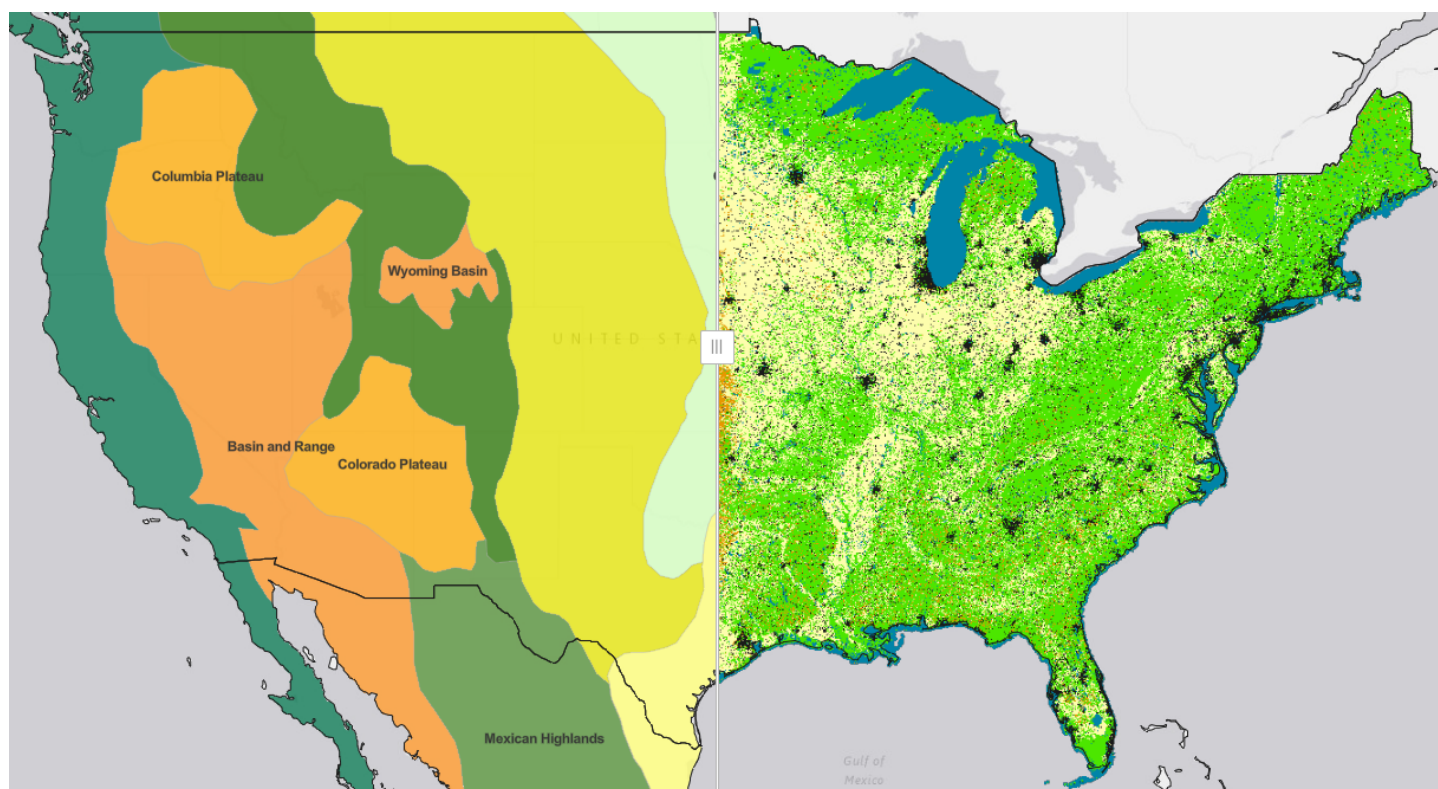 Columbia Plateau
Wyoming Basin
UNITED STA
Basin and Range
Colorado Plateau
Mexican Highlands
Gulf of
Mexico